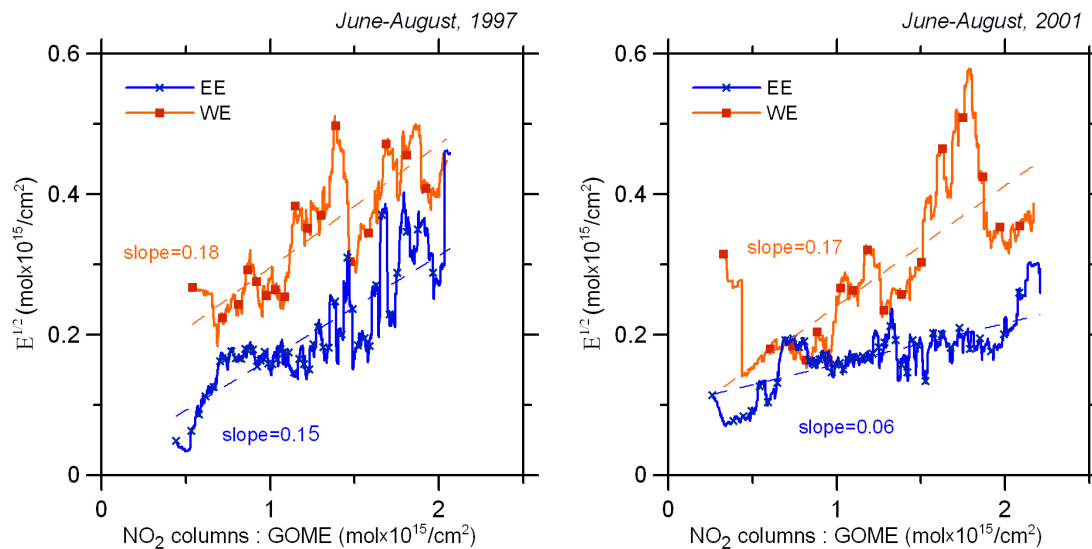 June-August, 1997
0.6
EE
WE
0.4
slope=0.18
0.2
slope=0.15
0
0 1 2
E^1/2 (mol×10^15/cm^2)
NO_2 columns : GOME (mol×10^15/cm^2)
June-August, 2001
0.6
EE
WE
0.4
slope=0.17
0.2
slope=0.06
0
0 1 2
E^1/2 (mol×10^15/cm^2)
NO_2 columns : GOME (mol×10^15/cm^2)